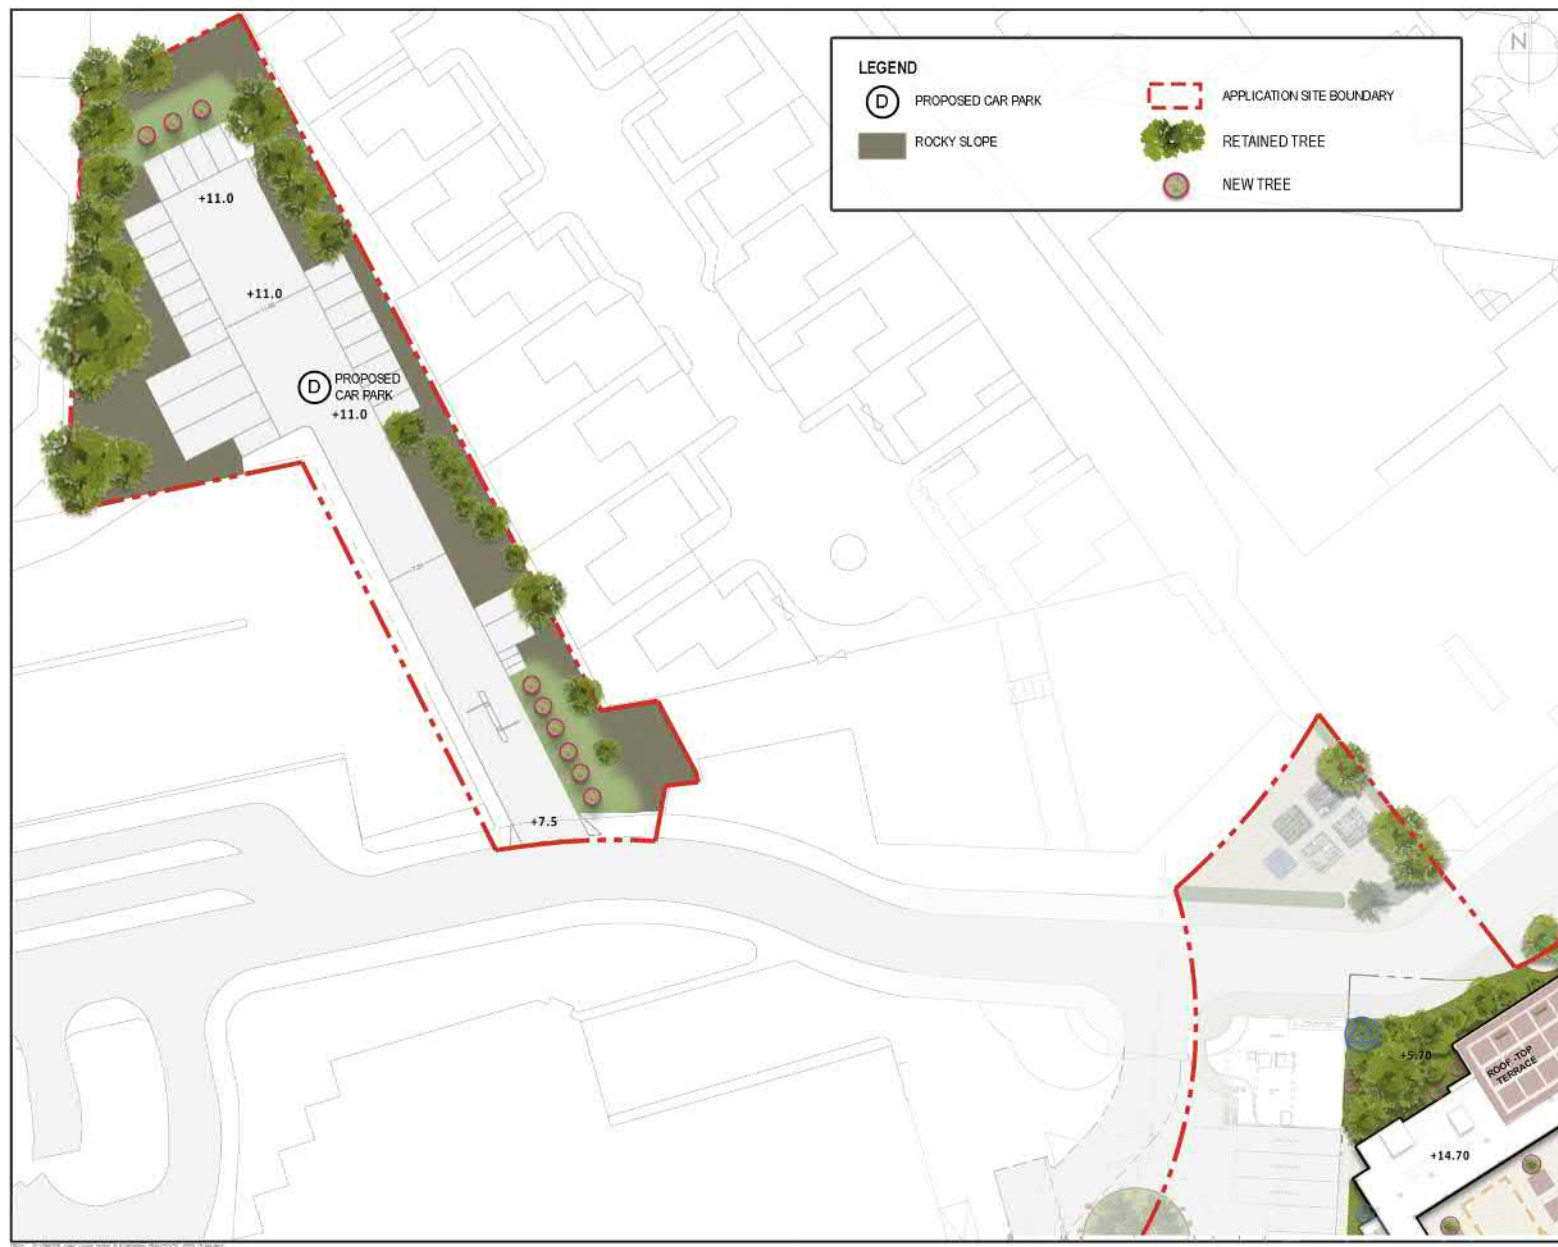 N
LEGEND
D PROPOSED CAR PARK
APPLICATION SITE BOUNDARY
ROCKY SLOPE
RETAINED TREE
NEW TREE
+11.0
+11.0
D PROPOSED
CAR PARK
+11.0
+7.5
+5.70
ROOF-TOP
TERRACE
+14.70